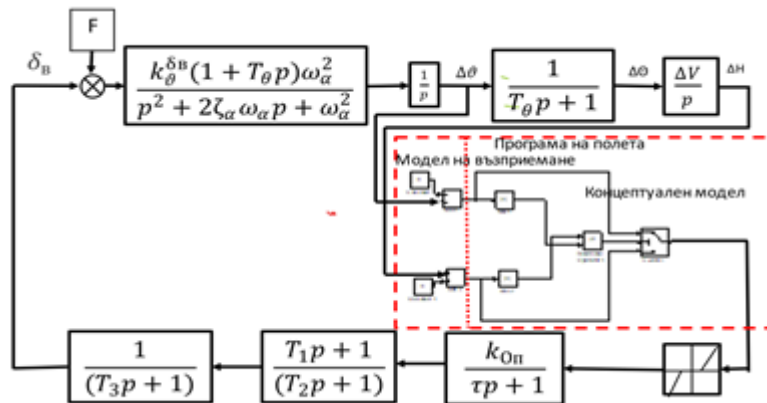 F
δ_в
k_ϑ^{δв}(1 + T_θ p)ω_α^2
p^2 + 2ζ_α ω_α p + ω_α^2
1
p
Δϑ
1
T_θ p + 1
ΔΘ
ΔV
p
ΔH
Програма на полета
Модел на възприемане
Концептуален модел
1
(T_3 p + 1)
T_1 p + 1
(T_2 p + 1)
k_Оп
τp + 1